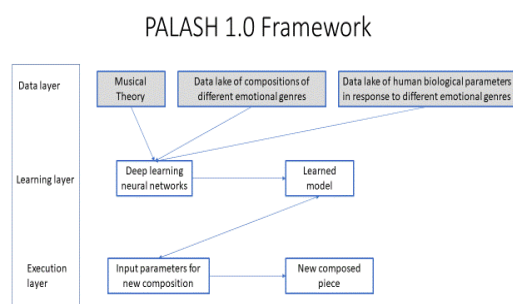 PALASH 1.0 Framework
Data layer
Musical
Theory
Data lake of compositions of
different emotional genres
Data lake of human biological parameters
in response to different emotional genres
Learning layer
Deep learning
neural networks
Learned
model
Execution
layer
Input parameters for
new composition
New composed
piece